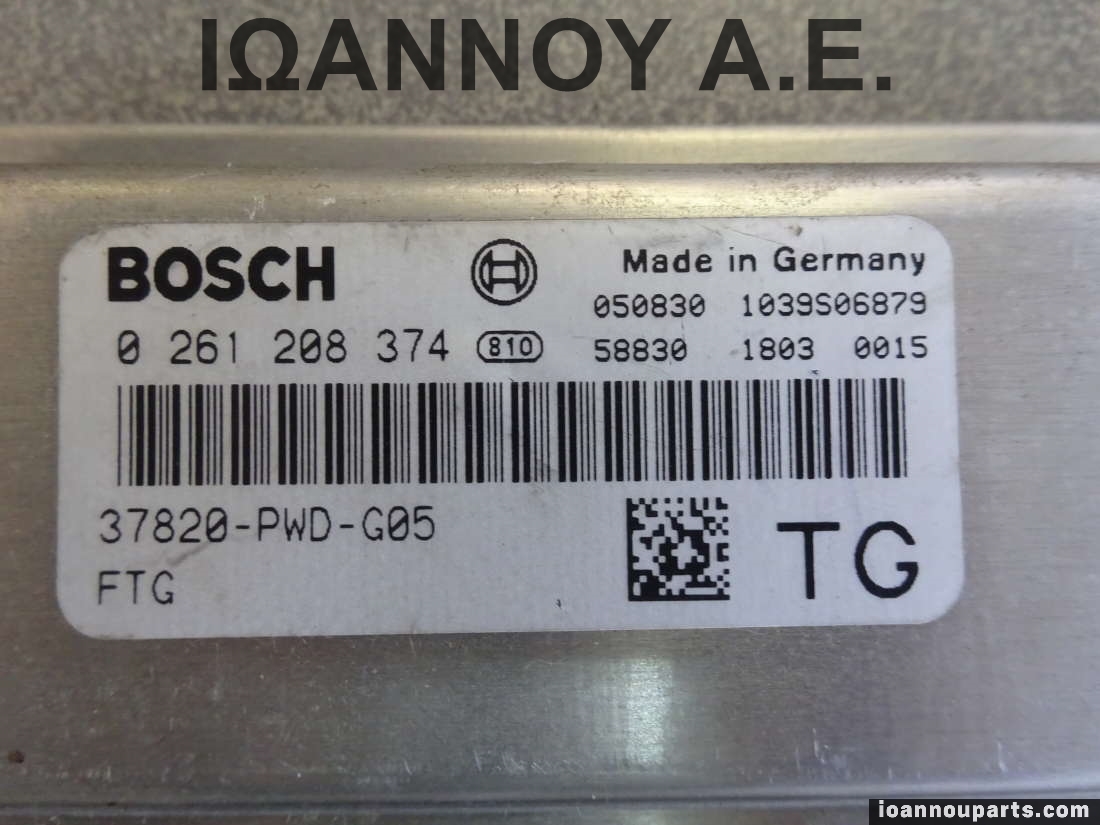 ΙΩΑΝΝΟΥ Α.Ε.
BOSCH
Made in Germany
050830 1039S06879
0 261 208 374 810 58830 1803 0015
37820-PWD-G05
TG
FTG
ioannouparts.com